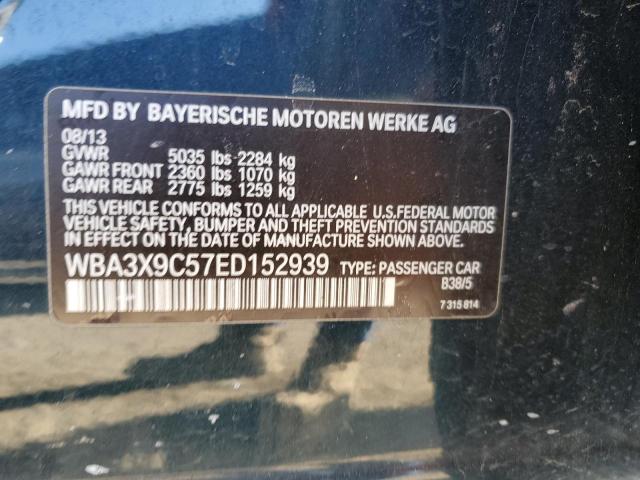 MFD BY BAYERISCHE MOTOREN WERKE AG
08/13
GVWR 5035 lbs-2284 kg
GAWR FRONT 2360 lbs 1070 kg
GAWR REAR 2775 lbs 1259 kg
THIS VEHICLE CONFORMS TO ALL APPLICABLE U.S.FEDERAL MOTOR
VEHICLE SAFETY, BUMPER AND THEFT PREVENTION STANDARDS
IN EFFECT ON THE DATE OF MANUFACTURE SHOWN ABOVE.
WBA3X9C57ED152939 TYPE: PASSENGER CAR
B38/5
7 315 814